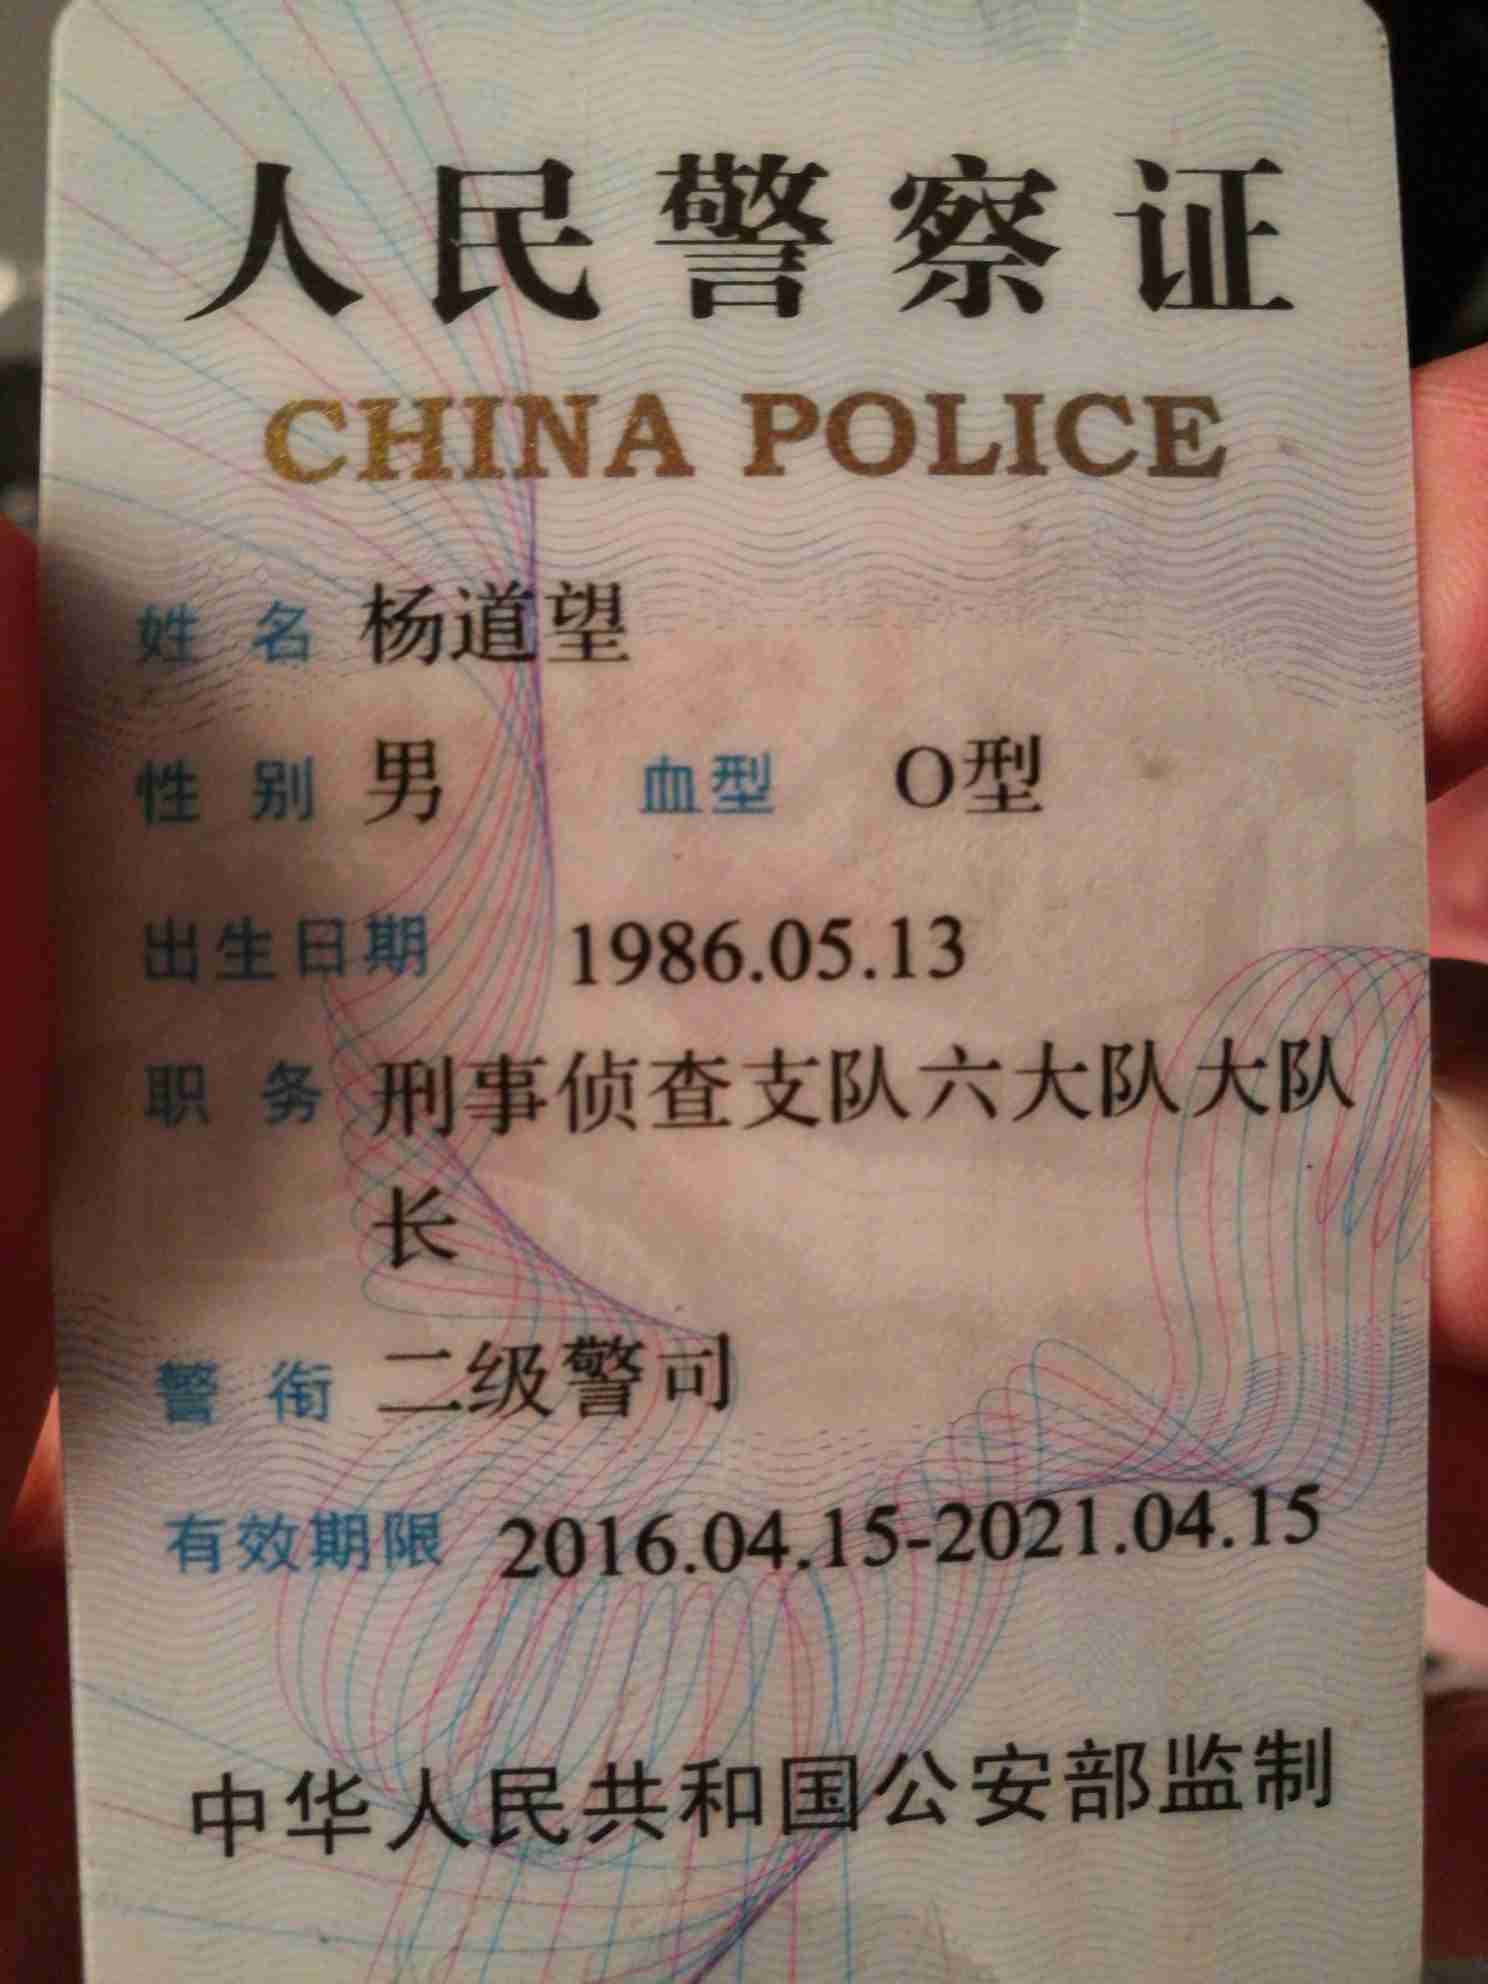 人民警察证
CHINA POLICE
姓名 杨道望
性别 男 血型 O型
出生日期 1986.05.13
职务 刑事侦查支队六大队大队
长
警衔 二级警司
有效期限 2016.04.15-2021.04.15
中华人民共和国公安部监制